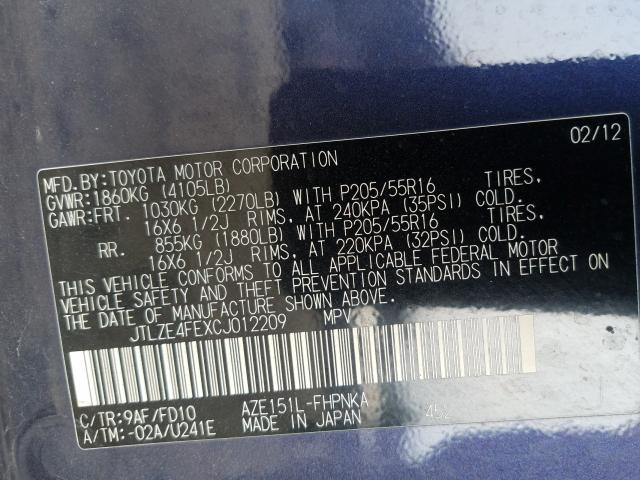 02/12
MFD.BY:TOYOTA MOTOR CORPORATION
GVWR:1860KG (4105LB)
GAWR:FRT. 1030KG (2270LB) WITH P205/55R16 TIRES,
16X6 1/2J RIMS, AT 240KPA (35PSI) COLD.
RR. 855KG (1880LB) WITH P205/55R16 TIRES,
16X6 1/2J RIMS, AT 220KPA (32PSI) COLD.
THIS VEHICLE CONFORMS TO ALL APPLICABLE FEDERAL MOTOR
VEHICLE SAFETY AND THEFT PREVENTION STANDARDS IN EFFECT ON
THE DATE OF MANUFACTURE SHOWN ABOVE.
JTLZE4FEXCJ012209 MPV
C/TR:9AF/FD10 AZE151L-FHPNKA 452
A/TM:-02A/U241E MADE IN JAPAN